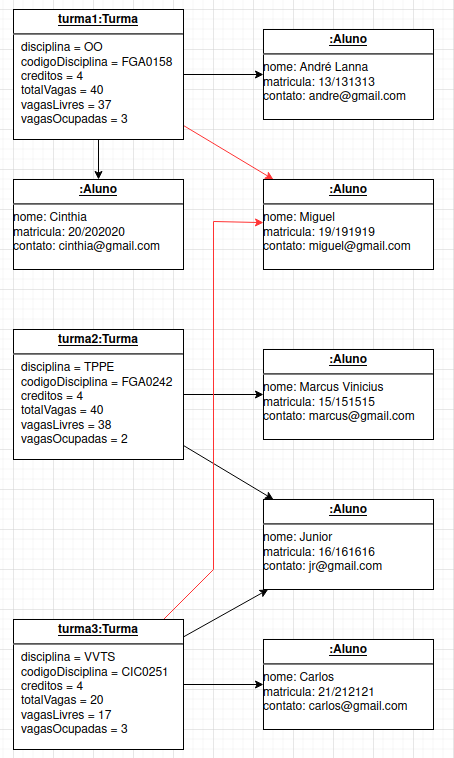 turma1:Turma
disciplina = OO
codigoDisciplina = FGA0158
creditos = 4
totalVagas = 40
vagasLivres = 37
vagasOcupadas = 3
:Aluno
nome: André Lanna
matricula: 13/131313
contato: andre@gmail.com
:Aluno
nome: Cinthia
matricula: 20/202020
contato: cinthia@gmail.com
:Aluno
nome: Miguel
matricula: 19/191919
contato: miguel@gmail.com
turma2:Turma
disciplina = TPPE
codigoDisciplina = FGA0242
creditos = 4
totalVagas = 40
vagasLivres = 38
vagasOcupadas = 2
:Aluno
nome: Marcus Vinicius
matricula: 15/151515
contato: marcus@gmail.com
:Aluno
nome: Junior
matricula: 16/161616
contato: jr@gmail.com
turma3:Turma
disciplina = VVTS
codigoDisciplina = CIC0251
creditos = 4
totalVagas = 20
vagasLivres = 17
vagasOcupadas = 3
:Aluno
nome: Carlos
matricula: 21/212121
contato: carlos@gmail.com